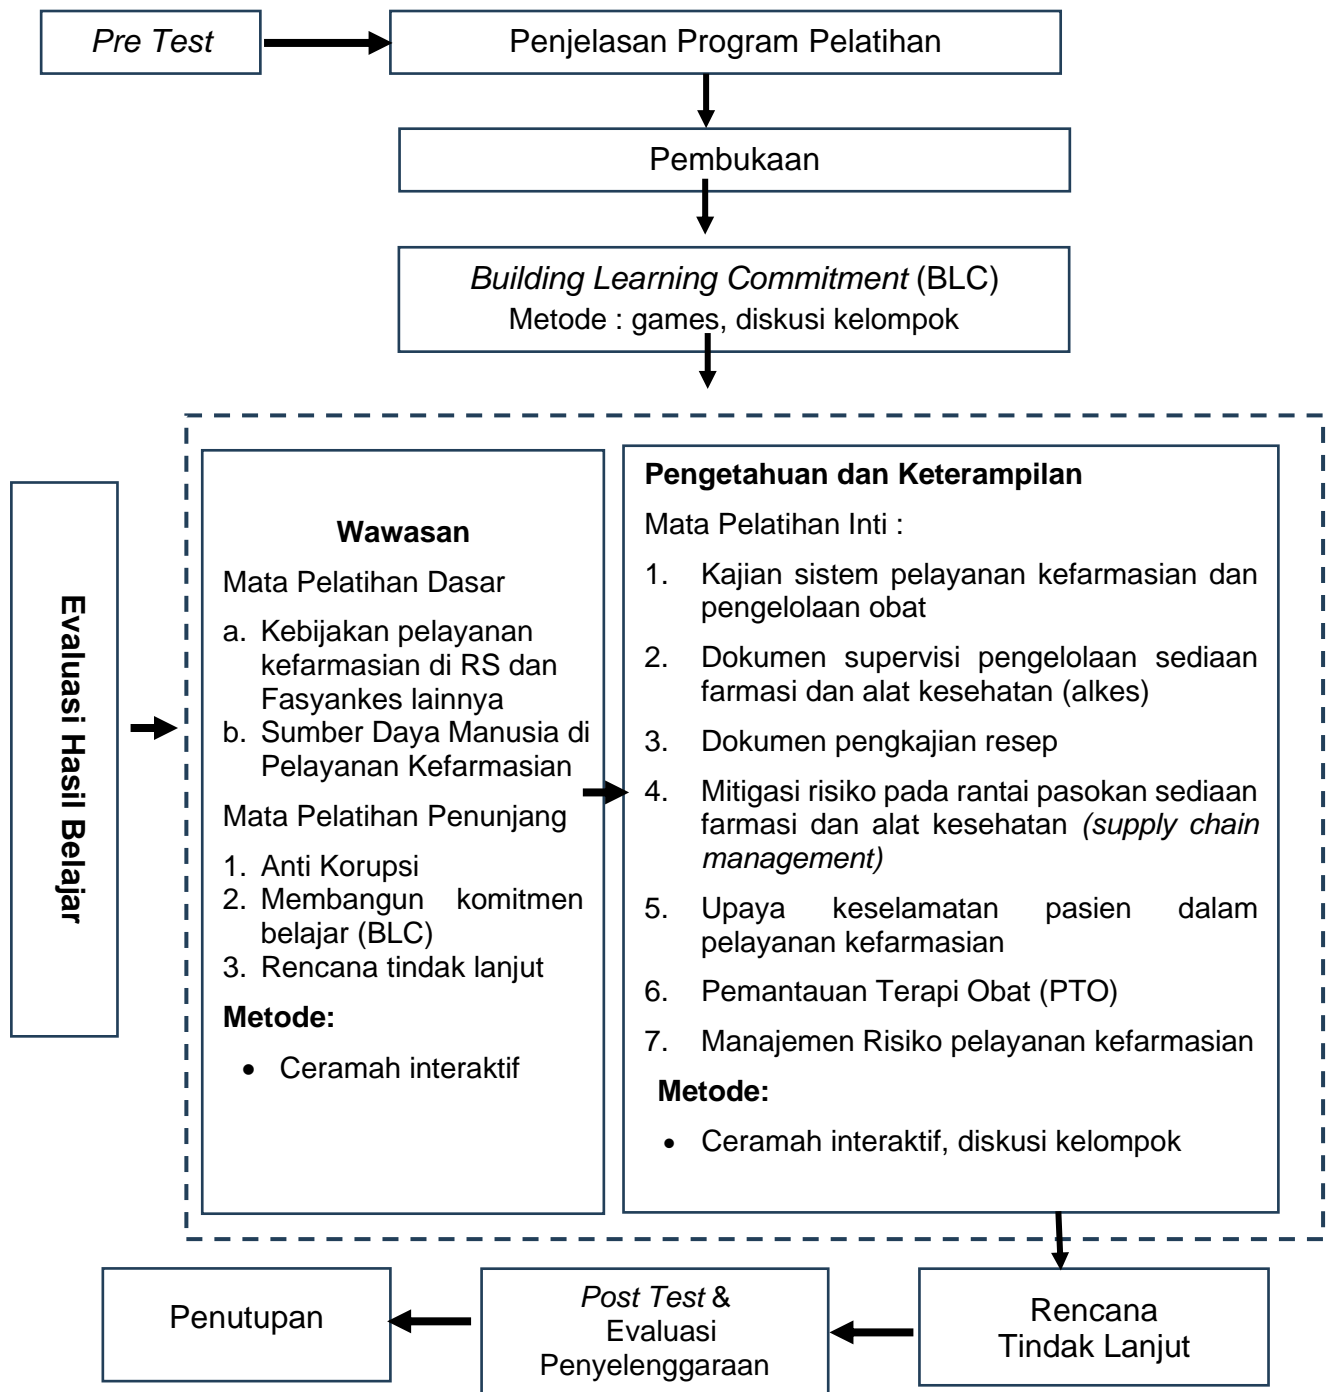 Pre Test
Penjelasan Program Pelatihan
Pembukaan
Building Learning Commitment (BLC)
Metode : games, diskusi kelompok
Evaluasi Hasil Belajar
Wawasan
Mata Pelatihan Dasar
a. Kebijakan pelayanan
kefarmasian di RS dan
Fasyankes lainnya
b. Sumber Daya Manusia di
Pelayanan Kefarmasian
Mata Pelatihan Penunjang
1. Anti Korupsi
2. Membangun komitmen
belajar (BLC)
3. Rencana tindak lanjut
Metode:
• Ceramah interaktif
Pengetahuan dan Keterampilan
Mata Pelatihan Inti :
1. Kajian sistem pelayanan kefarmasian dan
pengelolaan obat
2. Dokumen supervisi pengelolaan sediaan
farmasi dan alat kesehatan (alkes)
3. Dokumen pengkajian resep
4. Mitigasi risiko pada rantai pasokan sediaan
farmasi dan alat kesehatan (supply chain
management)
5. Upaya keselamatan pasien dalam
pelayanan kefarmasian
6. Pemantauan Terapi Obat (PTO)
7. Manajemen Risiko pelayanan kefarmasian
Metode:
• Ceramah interaktif, diskusi kelompok
Rencana
Tindak Lanjut
Post Test &
Evaluasi
Penyelenggaraan
Penutupan